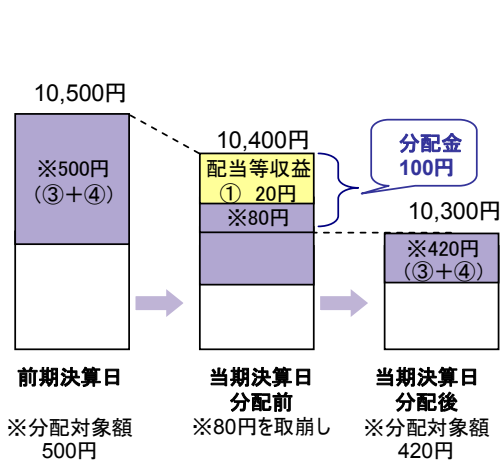 10,500円
※500円
(③+④)
10,400円
配当等収益
① 20円
※80円
分配金
100円
10,300円
※420円
(③+④)
前期決算日
※分配対象額
500円
当期決算日
分配前
※80円を取崩し
当期決算日
分配後
※分配対象額
420円